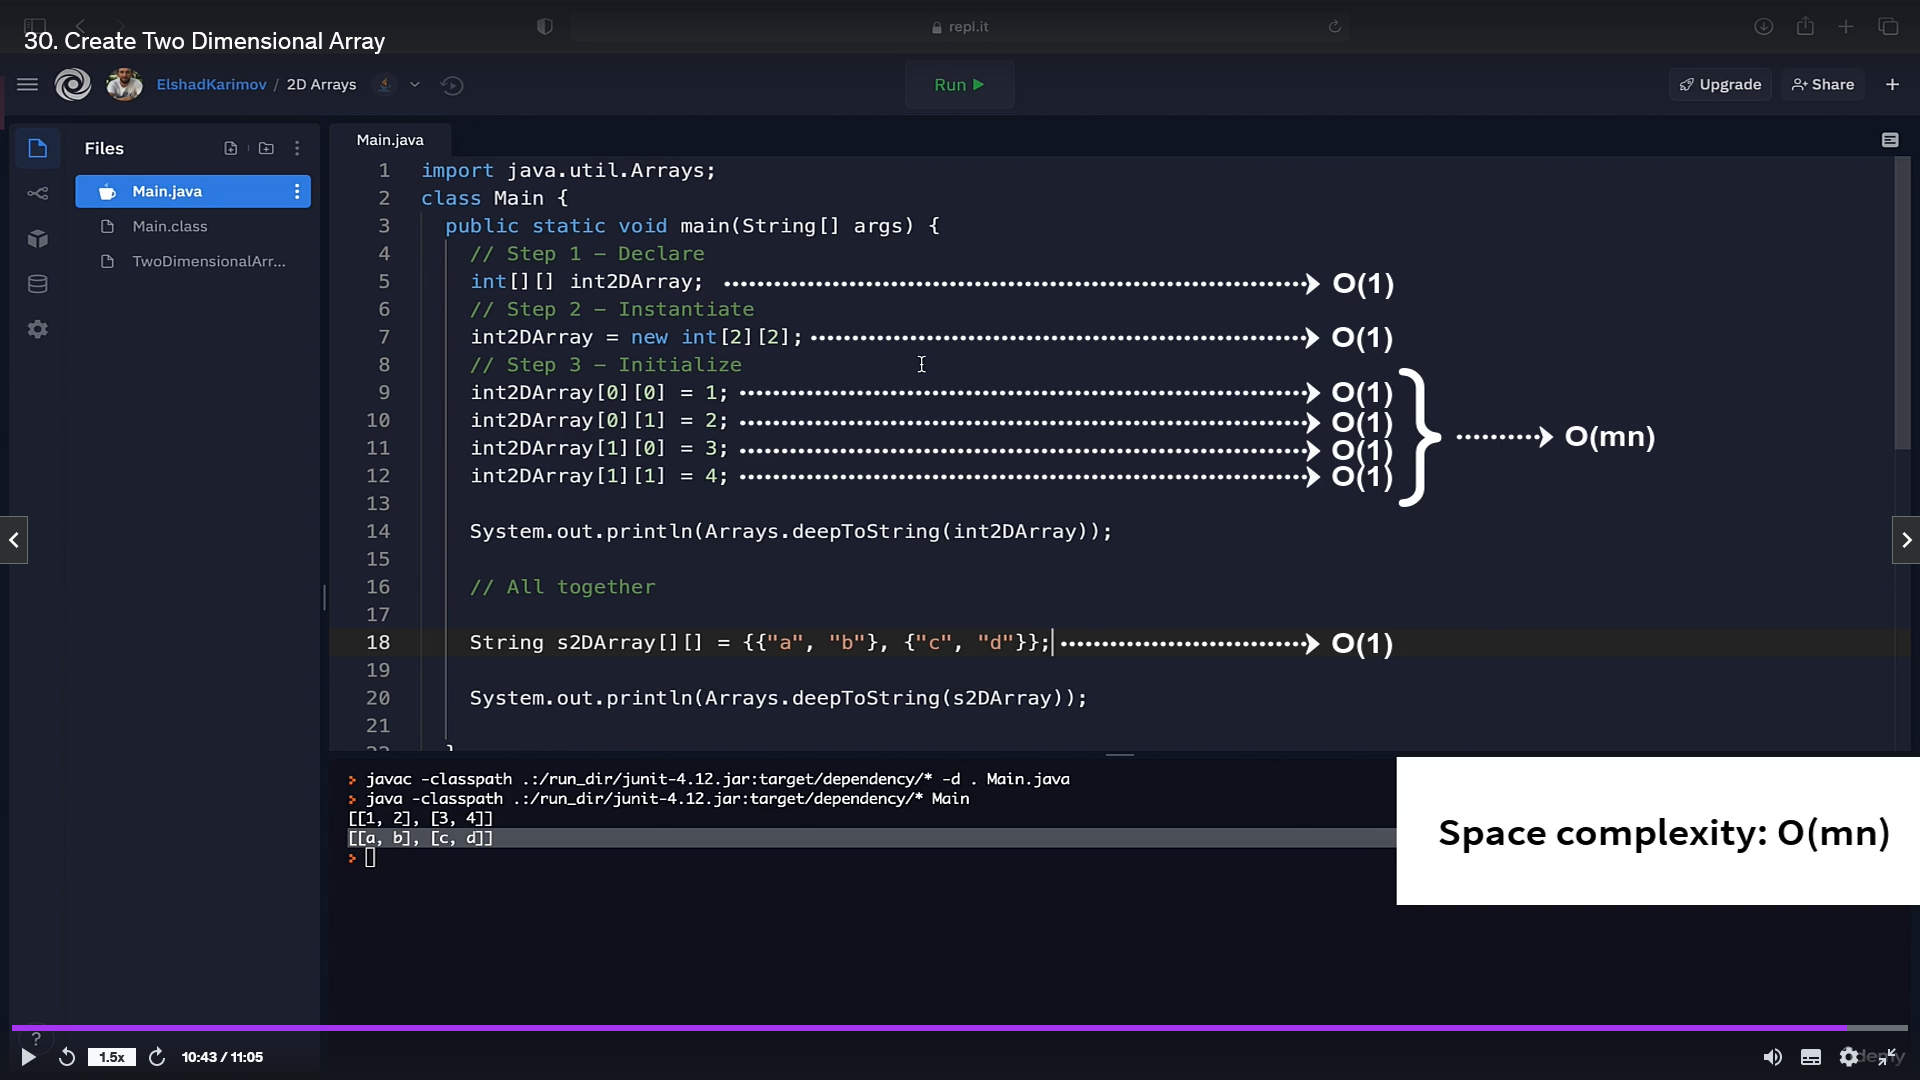 repl.it
30. Create Two Dimensional Array
ElshadKarimov / 2D Arrays
Run
Upgrade
Share
Files
Main.java
Main.class
TwoDimensionalArr...
Main.java
1 import java.util.Arrays;
2 class Main {
3 public static void main(String[] args) {
4 // Step 1 – Declare
5 int[][] int2DArray; O(1)
6 // Step 2 – Instantiate
7 int2DArray = new int[2][2]; O(1)
8 // Step 3 – Initialize
9 int2DArray[0][0] = 1; O(1)
10 int2DArray[0][1] = 2; O(1)
O(mn)
11 int2DArray[1][0] = 3; O(1)
12 int2DArray[1][1] = 4; O(1)
13
14 System.out.println(Arrays.deepToString(int2DArray));
15
16 // All together
17
18 String s2DArray[][] = {{"a", "b"}, {"c", "d"}}; O(1)
19
20 System.out.println(Arrays.deepToString(s2DArray));
21
javac -classpath .:/run_dir/junit-4.12.jar:target/dependency/* -d . Main.java
java -classpath .:/run_dir/junit-4.12.jar:target/dependency/* Main
[[1, 2], [3, 4]]
[[a, b], [c, d]]
Space complexity: O(mn)
?
1.5x
10:43 / 11:05